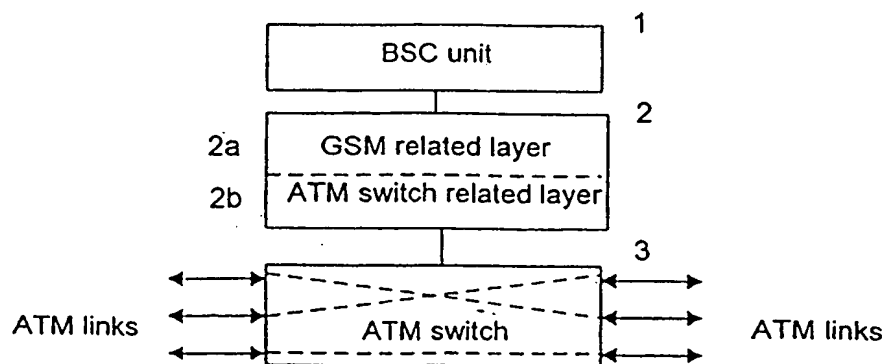 1
BSC unit
2
2a GSM related layer
2b ATM switch related layer
3
ATM links ATM switch ATM links